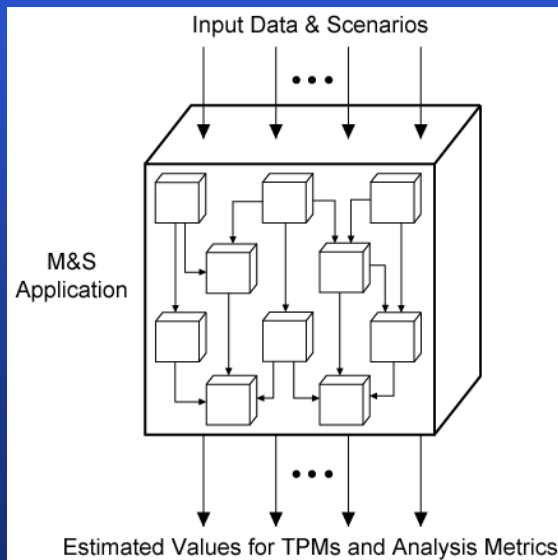 Input Data & Scenarios
M&S
Application
Estimated Values for TPMs and Analysis Metrics